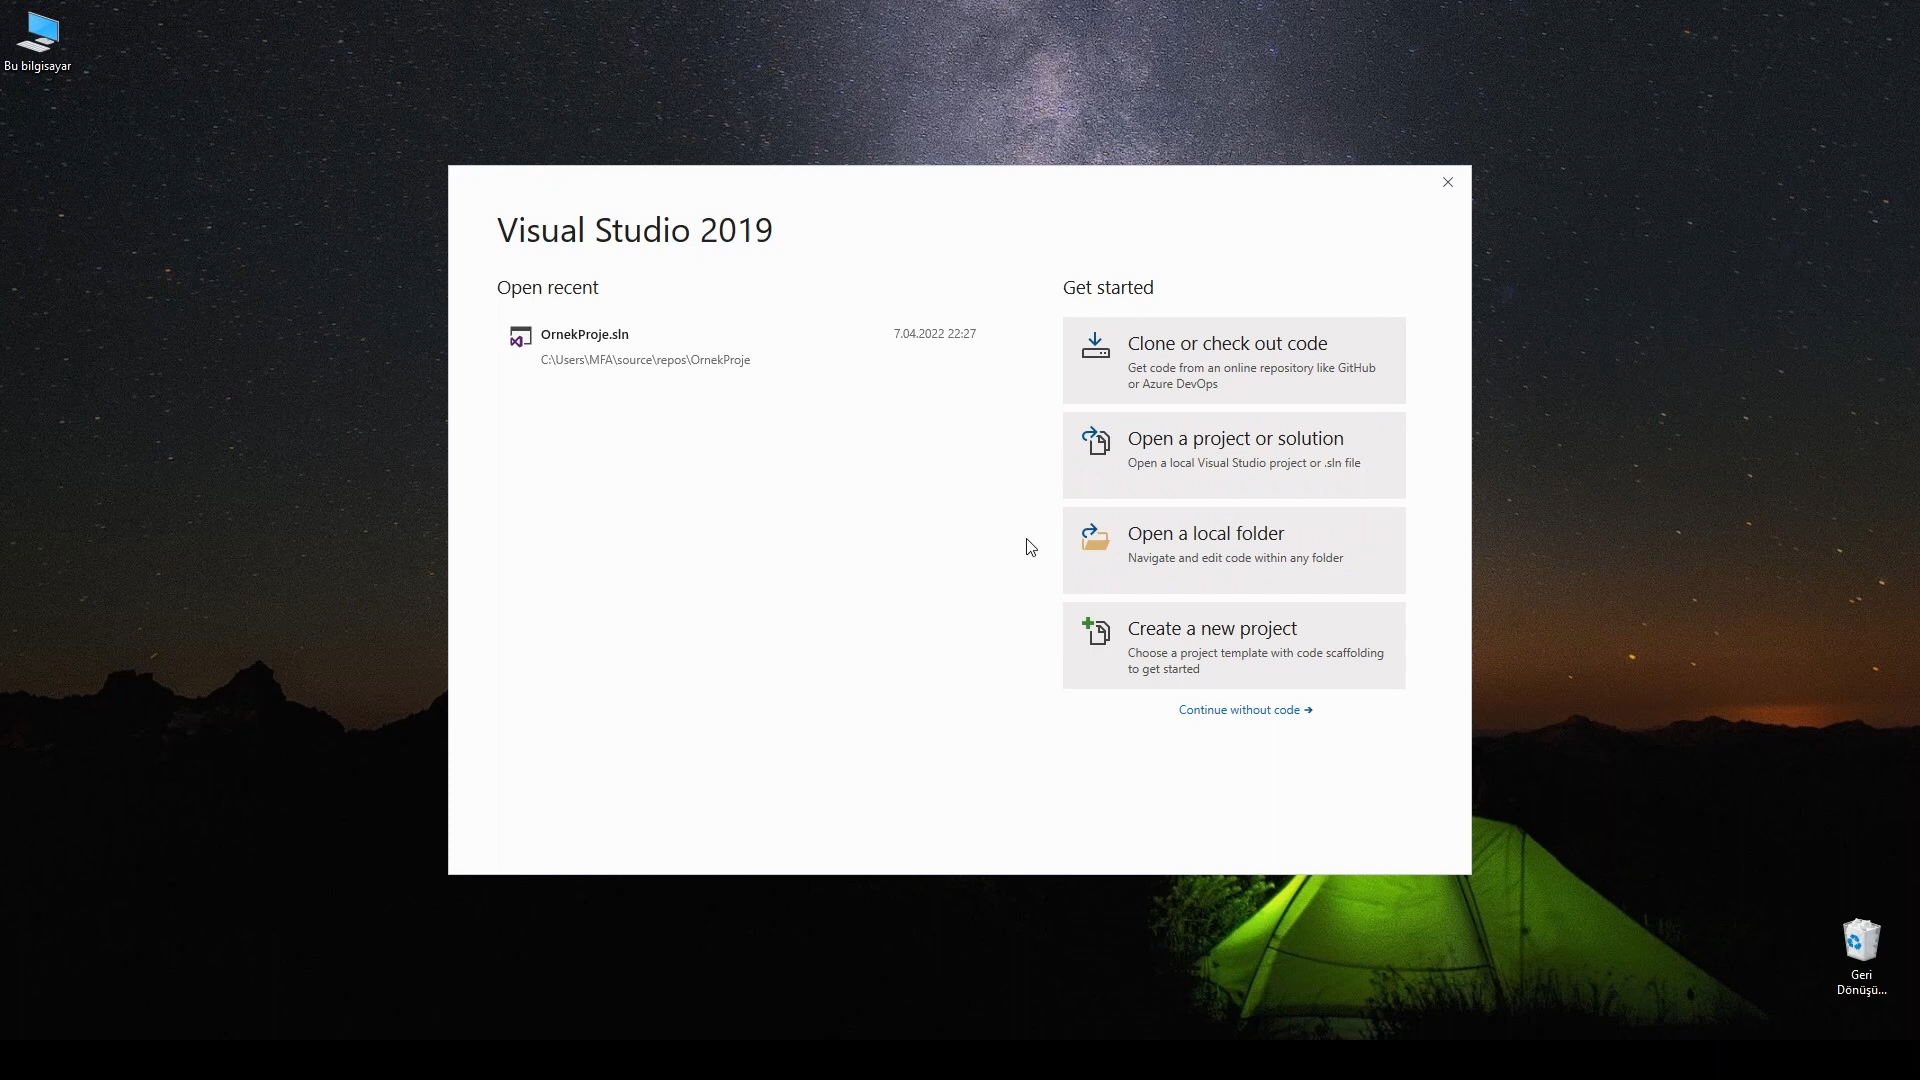 Bu bilgisayar
Visual Studio 2019
Open recent
OrnekProje.sln
7.04.2022 22:27
C:\Users\MFA\source\repos\OrnekProje
Get started
Clone or check out code
Get code from an online repository like GitHub
or Azure DevOps
Open a project or solution
Open a local Visual Studio project or .sln file
Open a local folder
Navigate and edit code within any folder
Create a new project
Choose a project template with code scaffolding
to get started
Continue without code →
Geri
Dönüşü...